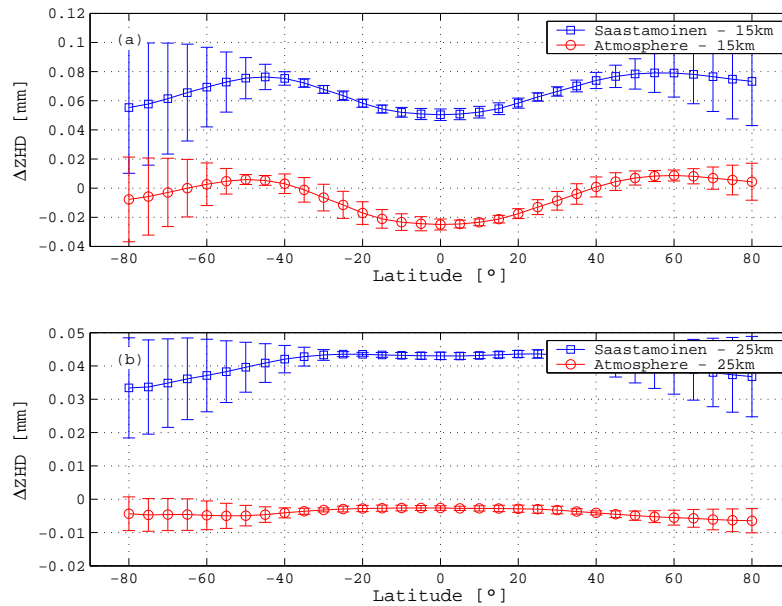 0.12
0.1
0.08
0.06
0.04
0.02
0
-0.02
-0.04
ΔZHD [mm]
(a)
Saastamoinen - 15km
Atmosphere - 15km
-80 -60 -40 -20 0 20 40 60 80
Latitude [º]
0.05
0.04
0.03
0.02
0.01
0
-0.01
-0.02
ΔZHD [mm]
(b)
Saastamoinen - 25km
Atmosphere - 25km
-80 -60 -40 -20 0 20 40 60 80
Latitude [º]